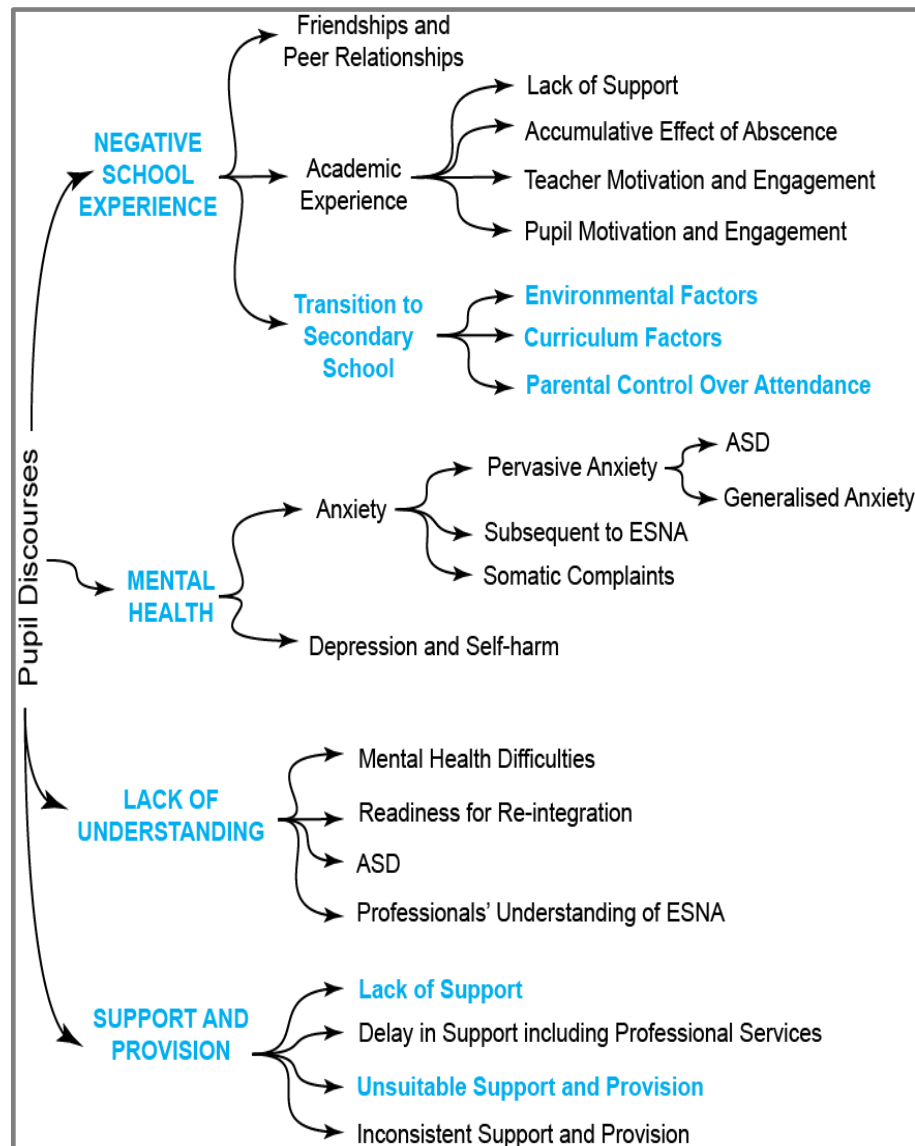 Friendships and
Peer Relationships
Lack of Support
NEGATIVE
SCHOOL
EXPERIENCE
Accumulative Effect of Abscence
Academic
Experience
Teacher Motivation and Engagement
Pupil Motivation and Engagement
Transition to
Secondary
School
Environmental Factors
Curriculum Factors
Parental Control Over Attendance
Pupil Discourses
MENTAL
HEALTH
Anxiety
Pervasive Anxiety
ASD
Generalised Anxiety
Subsequent to ESNA
Somatic Complaints
Depression and Self-harm
LACK OF
UNDERSTANDING
Mental Health Difficulties
Readiness for Re-integration
ASD
Professionals' Understanding of ESNA
SUPPORT AND
PROVISION
Lack of Support
Delay in Support including Professional Services
Unsuitable Support and Provision
Inconsistent Support and Provision